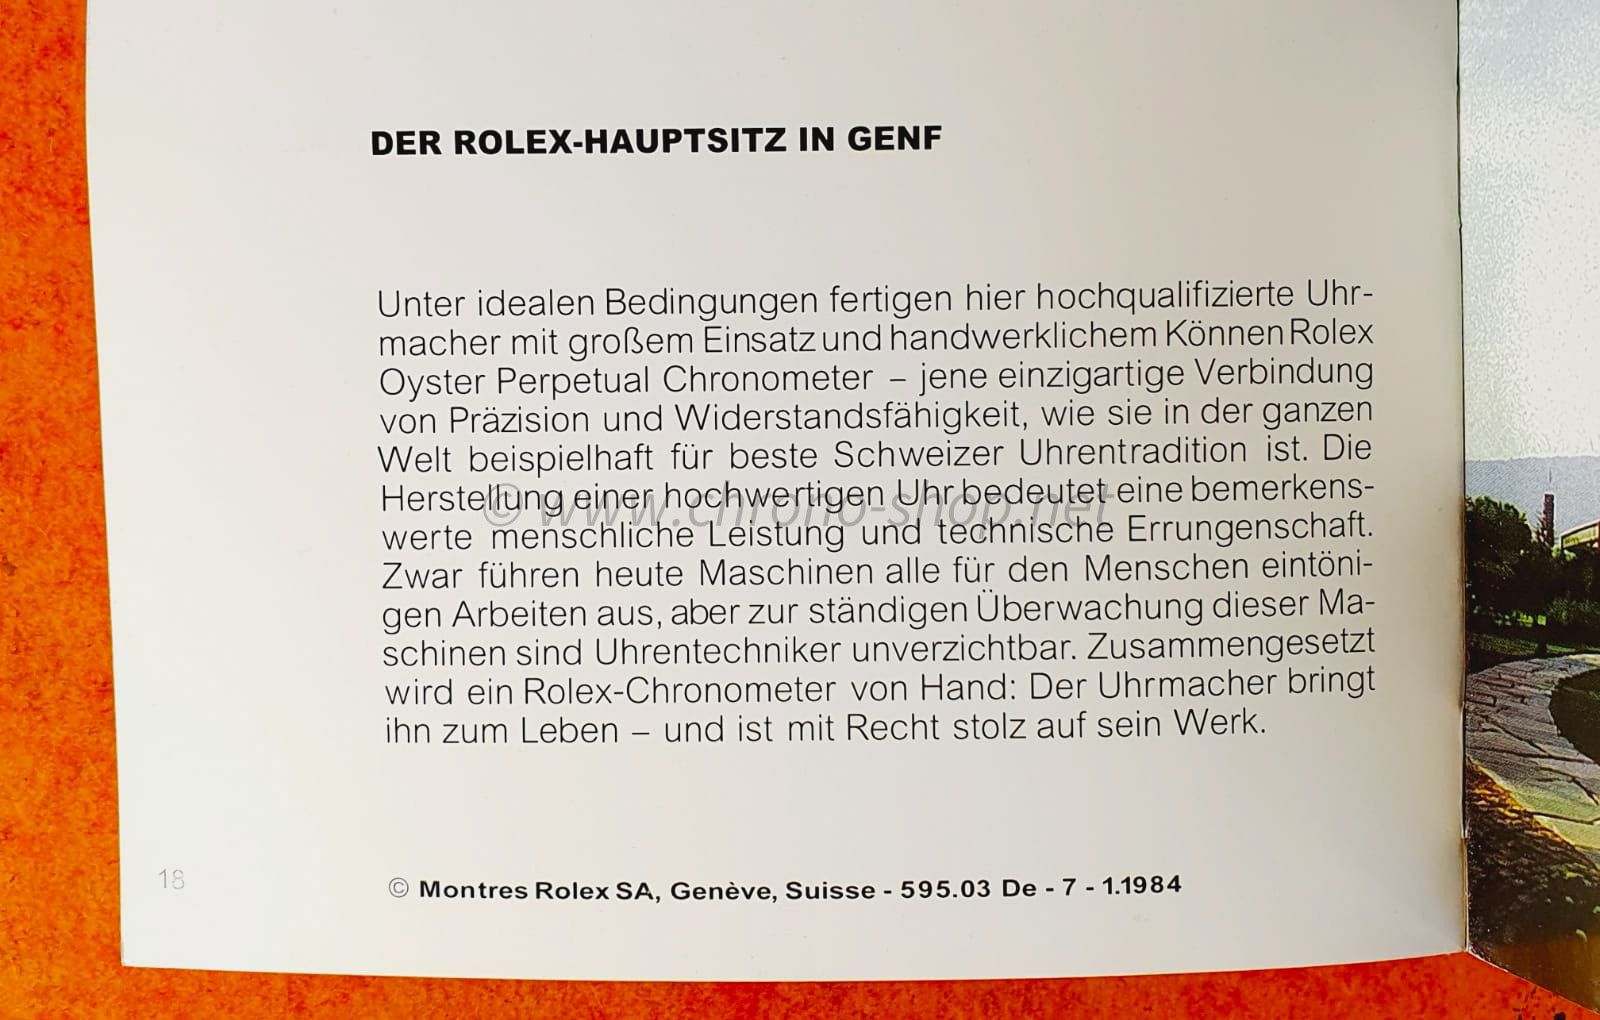 DER ROLEX-HAUPTSITZ IN GENF
Unter idealen Bedingungen fertigen hier hochqualifizierte Uhr-
macher mit großem Einsatz und handwerklichem Können Rolex
Oyster Perpetual Chronometer – jene einzigartige Verbindung
von Präzision und Widerstandsfähigkeit, wie sie in der ganzen
Welt beispielhaft für beste Schweizer Uhrentradition ist. Die
Herstellung einer hochwertigen Uhr bedeutet eine bemerkens-
werte menschliche Leistung und technische Errungenschaft.
Zwar führen heute Maschinen alle für den Menschen eintöni-
gen Arbeiten aus, aber zur ständigen Überwachung dieser Ma-
schinen sind Uhrentechniker unverzichtbar. Zusammengesetzt
wird ein Rolex-Chronometer von Hand: Der Uhrmacher bringt
ihn zum Leben – und ist mit Recht stolz auf sein Werk.
© www.chrono-shop.net
18
© Montres Rolex SA, Genève, Suisse - 595.03 De - 7 - 1.1984